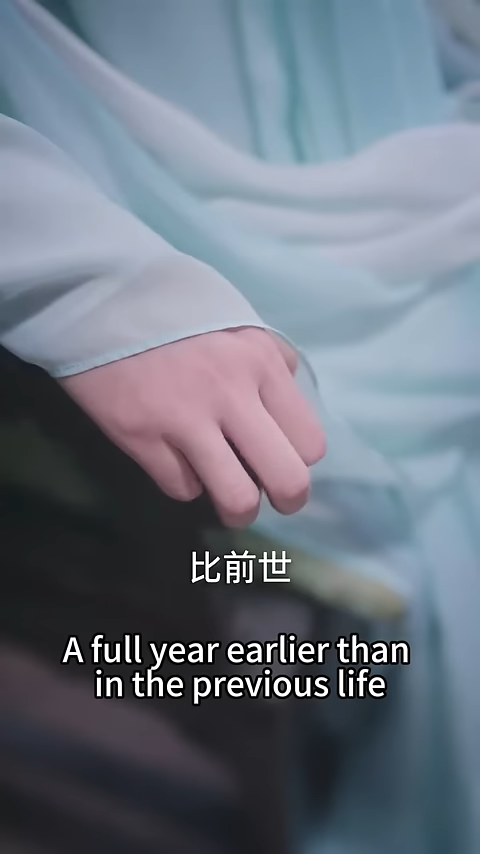 比前世
A full year earlier than
in the previous life